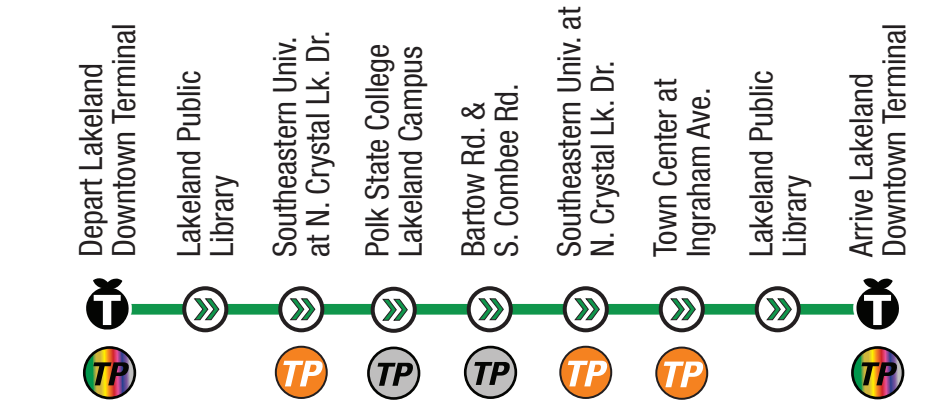 Depart Lakeland
Downtown Terminal
Lakeland Public
Library
Southeastern Univ.
at N. Crystal Lk. Dr.
Polk State College
Lakeland Campus
Bartow Rd. &
S. Combee Rd.
Southeastern Univ. at
N. Crystal Lk. Dr.
Town Center at
Ingraham Ave.
Lakeland Public
Library
Arrive Lakeland
Downtown Terminal
T
T
TP
TP
TP
TP
TP
TP
TP